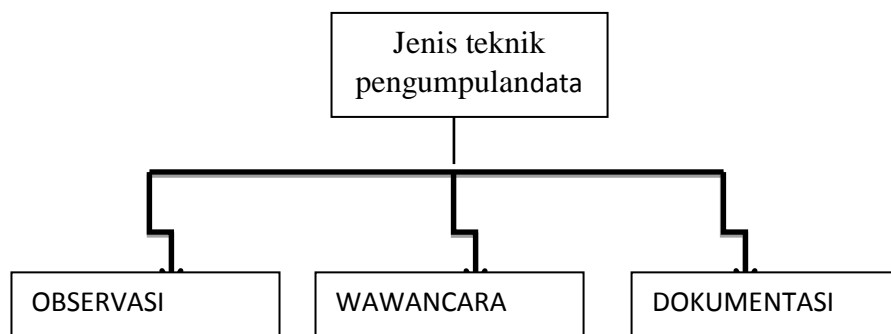 Jenis teknik
pengumpulandata
OBSERVASI
WAWANCARA
DOKUMENTASI